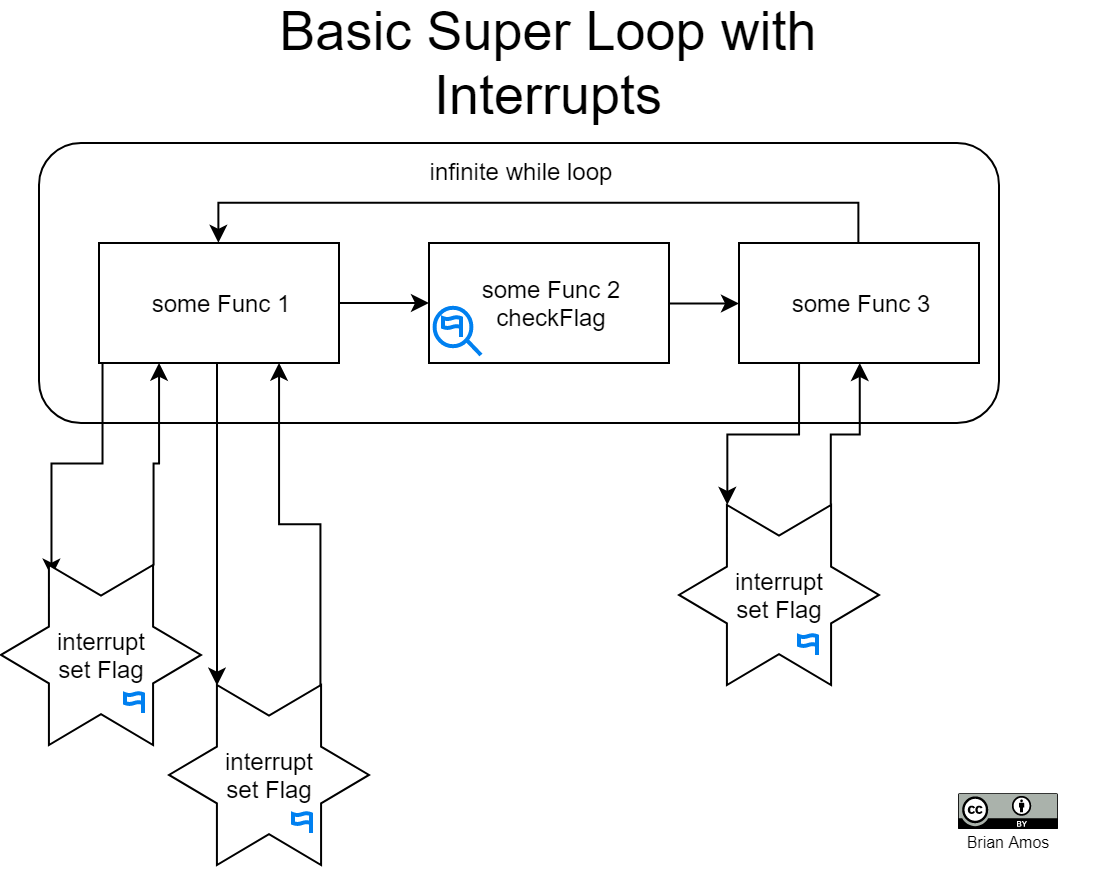 Basic Super Loop with
Interrupts
infinite while loop
some Func 1
some Func 2
checkFlag
some Func 3
interrupt
set Flag
interrupt
set Flag
interrupt
set Flag
cc
BY
Brian Amos